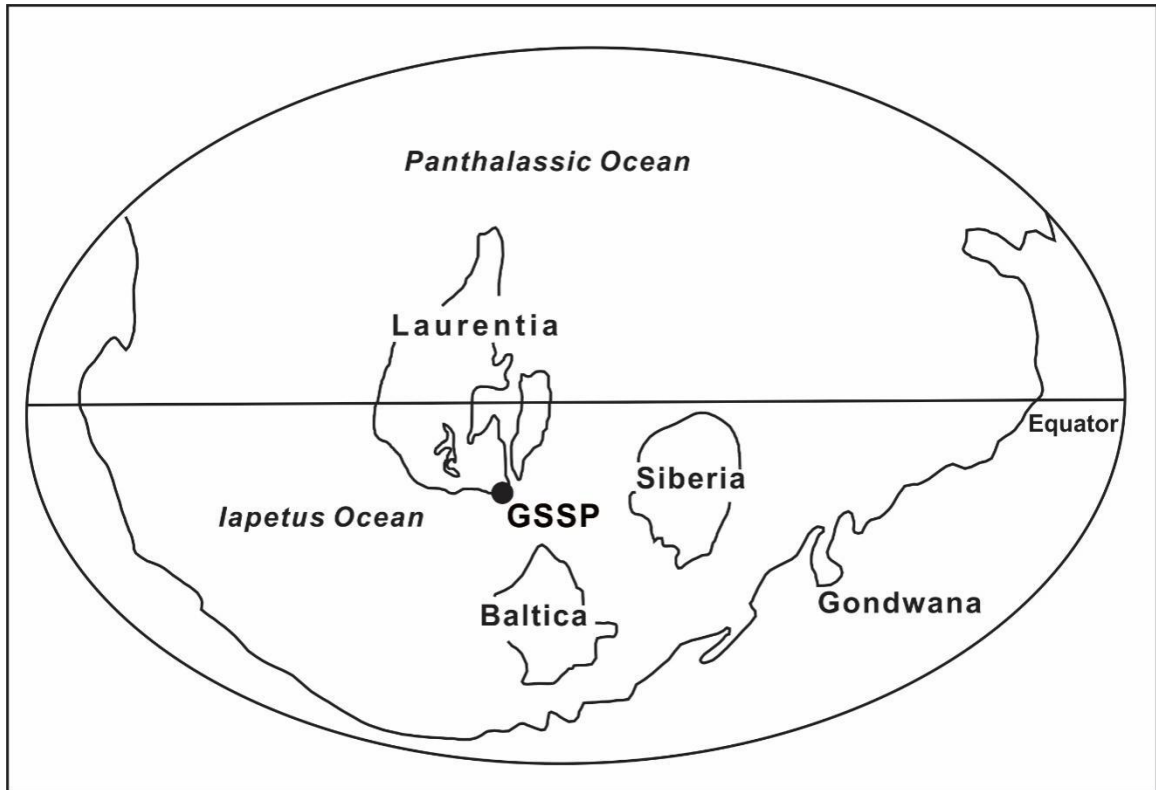 Panthalassic Ocean
Laurentia
Equator
Siberia
Iapetus Ocean
GSSP
Gondwana
Baltica